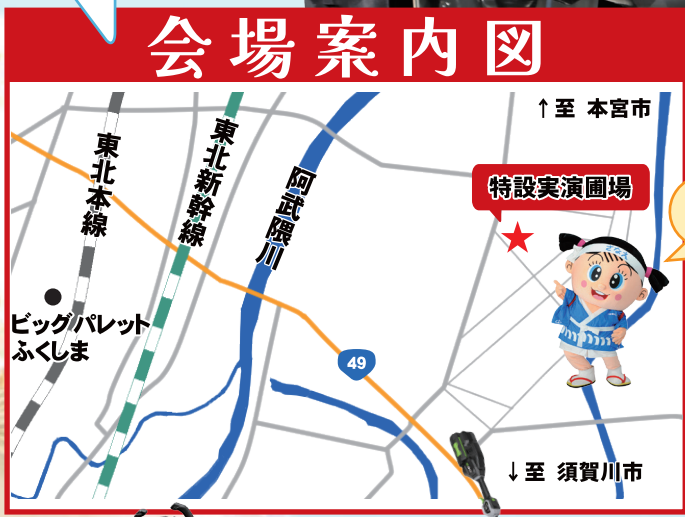 会場案内図
↑至 本宮市
東北本線
東北新幹線
阿武隈川
特設実演圃場
ビッグパレット
ふくしま
49
↓至 須賀川市